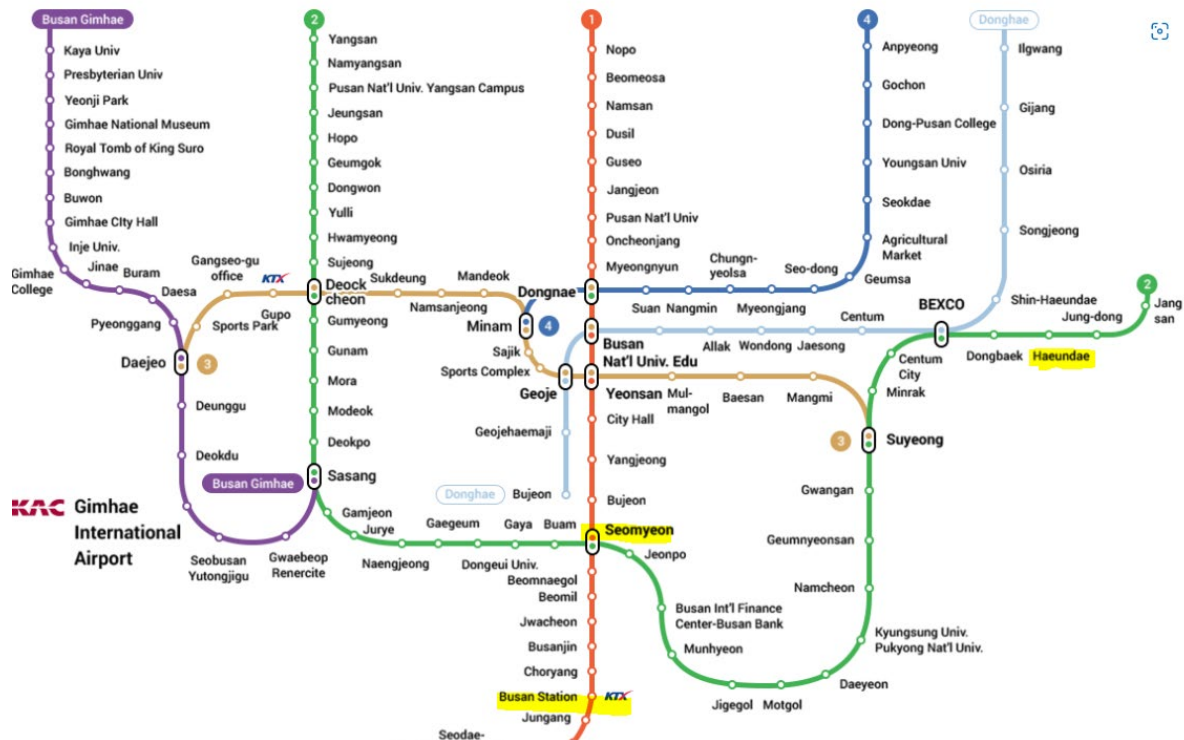 Busan Gimhae
Kaya Univ
Presbyterian Univ
Yeonji Park
Gimhae National Museum
Royal Tomb of King Suro
Bonghwang
Buwon
Gimhae CIty Hall
Inje Univ.
Gimhae
College
Jinae
Buram
Daesa
Pyeonggang
Daejeo
3
Deunggu
Deokdu
KAC Gimhae
International
Airport
Seobusan
Yutongjigu
Gwaebeop
Renercite
Busan Gimhae
Sasang
Gangseo-gu
office
Sports Park
KTX
Gupo
2
Yangsan
Namyangsan
Pusan Nat'l Univ. Yangsan Campus
Jeungsan
Hopo
Geumgok
Dongwon
Yulli
Hwamyeong
Sujeong
Deock
cheon
Gumyeong
Gunam
Mora
Modeok
Deokpo
Gamjeon
Jurye
Naengjeong
Gaegeum
Dongeui Univ.
Gaya
Buam
Sukdeung
Namsanjeong
Mandeok
Minam
4
Sajik
Sports Complex
Geoje
Geojehaemaji
Donghae
Bujeon
1
Nopo
Beomeosa
Namsan
Dusil
Guseo
Jangjeon
Pusan Nat'l Univ
Oncheonjang
Myeongnyun
Dongnae
Busan
Nat'l Univ. Edu
Yeonsan
City Hall
Yangjeong
Bujeon
Seomyeon
Beomnaegol
Beomil
Jwacheon
Busanjin
Choryang
Busan Station
KTX
Jungang
Seodae-
4
Anpyeong
Gochon
Dong-Pusan College
Youngsan Univ
Seokdae
Agricultural
Market
Geumsa
Seo-dong
Myeongjang
Chungn-
yeolsa
Nangmin
Suan
Donghae
Ilgwang
Gijang
Osiria
Songjeong
Shin-Haeundae
BEXCO
Centum
Jaesong
Wondong
Allak
Mul-
mangol
Baesan
Mangmi
3
Suyeong
2
Jang
san
Jung-dong
Haeundae
Dongbaek
Centum
City
Minrak
Gwangan
Geumnyeonsan
Namcheon
Kyungsung Univ.
Pukyong Nat'l Univ.
Daeyeon
Motgol
Jigegol
Munhyeon
Busan Int'l Finance
Center-Busan Bank
Jeonpo